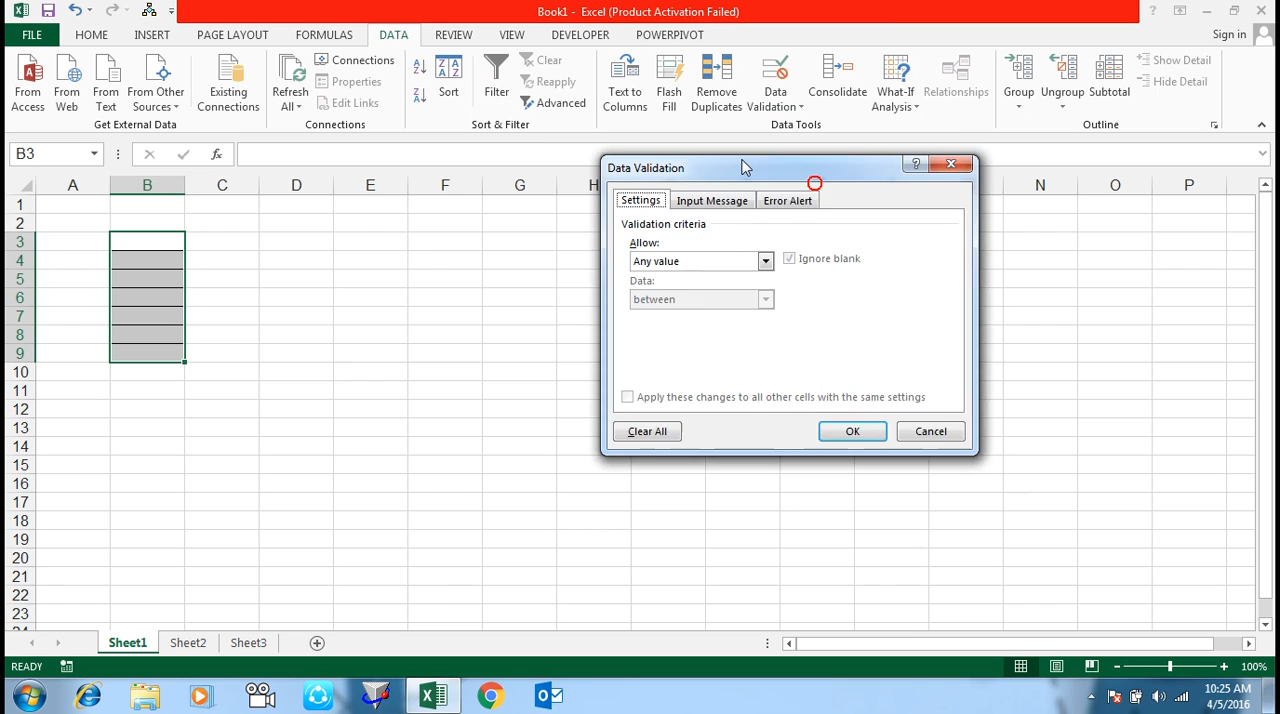 Book1 - Excel (Product Activation Failed)
FILE HOME INSERT PAGE LAYOUT FORMULAS DATA REVIEW VIEW DEVELOPER POWERPIVOT Sign in
From Access
From Web
From Text
From Other Sources
Existing Connections
Get External Data
Refresh All
Connections
Properties
Edit Links
Connections
Sort
Filter
Clear
Reapply
Advanced
Sort & Filter
Text to Columns
Flash Fill
Remove Duplicates
Data Validation
Consolidate
What-If Analysis
Relationships
Data Tools
Group
Ungroup
Subtotal
Show Detail
Hide Detail
Outline
B3 fx
A B C D E F G H N O P
1
2
3
4
5
6
7
8
9
10
11
12
13
14
15
16
17
18
19
20
21
22
23
Data Validation
Settings Input Message Error Alert
Validation criteria
Allow:
Any value Ignore blank
Data:
between
Apply these changes to all other cells with the same settings
Clear All OK Cancel
Sheet1 Sheet2 Sheet3
READY 100%
10:25 AM
4/5/2016